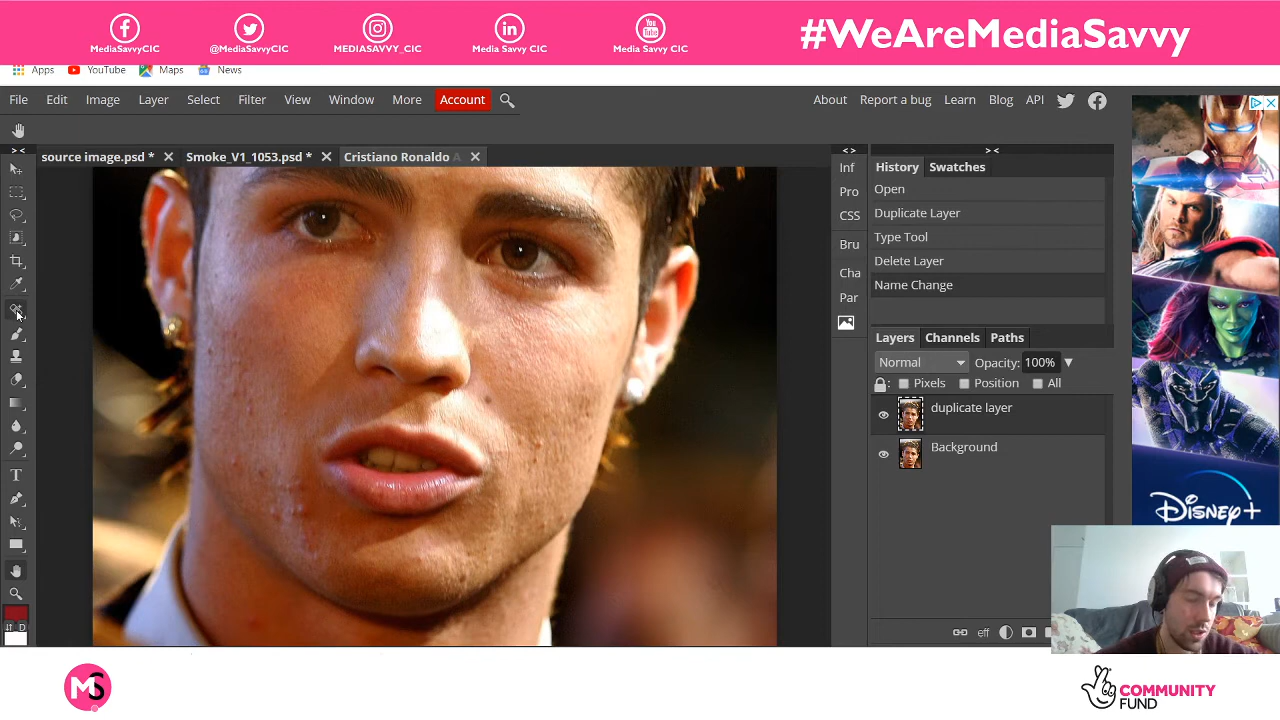 MediaSavvyCIC
@MediaSavvyCIC
MEDIASAVVY_CIC
Media Savvy CIC
You Tube
Media Savvy CIC
#WeAreMediaSavvy
Apps YouTube Maps News
File Edit Image Layer Select Filter View Window More Account
About Report a bug Learn Blog API
source image.psd *
Smoke_V1_1053.psd *
Cristiano Ronaldo A
Inf
Pro
CSS
Bru
Cha
Par
History Swatches
Open
Duplicate Layer
Type Tool
Delete Layer
Name Change
Layers Channels Paths
Normal Opacity: 100%
Pixels Position All
duplicate layer
Background
eff
T
D
Disney+
MS
COMMUNITY
FUND